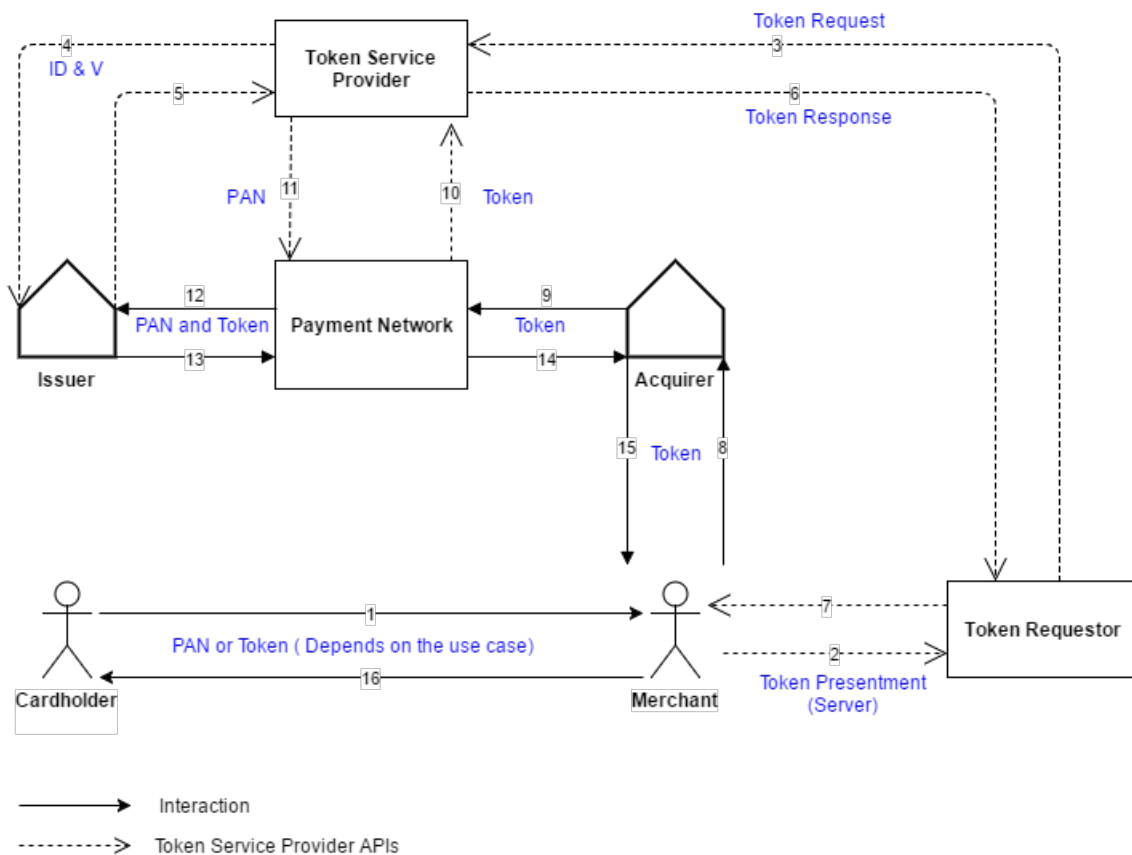 Token Request
4
3
Token Service
Provider
ID & V
5
6
Token Response
11
10
PAN
Token
12
9
PAN and Token
Payment Network
Token
13
14
Issuer
Acquirer
15
Token
8
1
7
PAN or Token ( Depends on the use case)
2
Token Requestor
16
Token Presentment
(Server)
Cardholder
Merchant
Interaction
Token Service Provider APIs